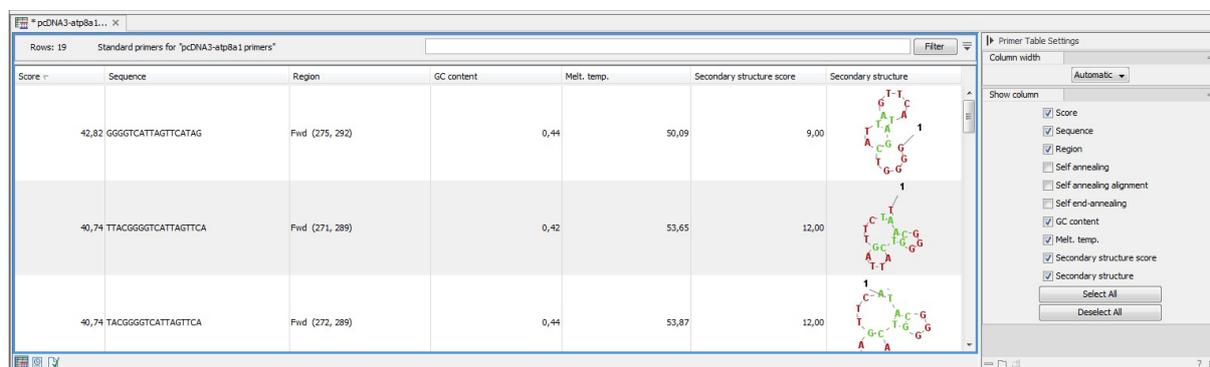 * pcDNA3-atp8a1...
Rows: 19 Standard primers for "pcDNA3-atp8a1 primers" Filter
Score Sequence Region GC content Melt. temp. Secondary structure score Secondary structure
42,82 GGGGTCATTAGTTCATAG Fwd (275, 292) 0,44 50,09 9,00
1
40,74 TTACGGGGTCATTAGTTCA Fwd (271, 289) 0,42 53,65 12,00
1
40,74 TACGGGGTCATTAGTTCA Fwd (272, 289) 0,44 53,87 12,00
1
Primer Table Settings
Column width
Automatic
Show column
Score
Sequence
Region
Self annealing
Self annealing alignment
Self end-annealing
GC content
Melt. temp.
Secondary structure score
Secondary structure
Select All
Deselect All
?